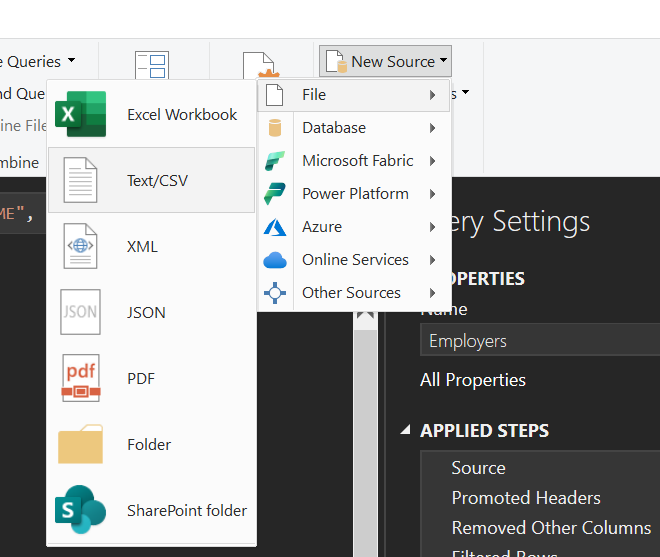 e Queries
New Source
nd Que
ine File
mbine
s
File
Database
Microsoft Fabric
Power Platform
Azure
Online Services
Other Sources
Excel Workbook
Text/CSV
XML
JSON
JSON
PDF
pdf
Folder
SharePoint folder
X
S
ME",
ery Settings
OPERTIES
Name
Employers
All Properties
APPLIED STEPS
Source
Promoted Headers
Removed Other Columns
Filtered Rows